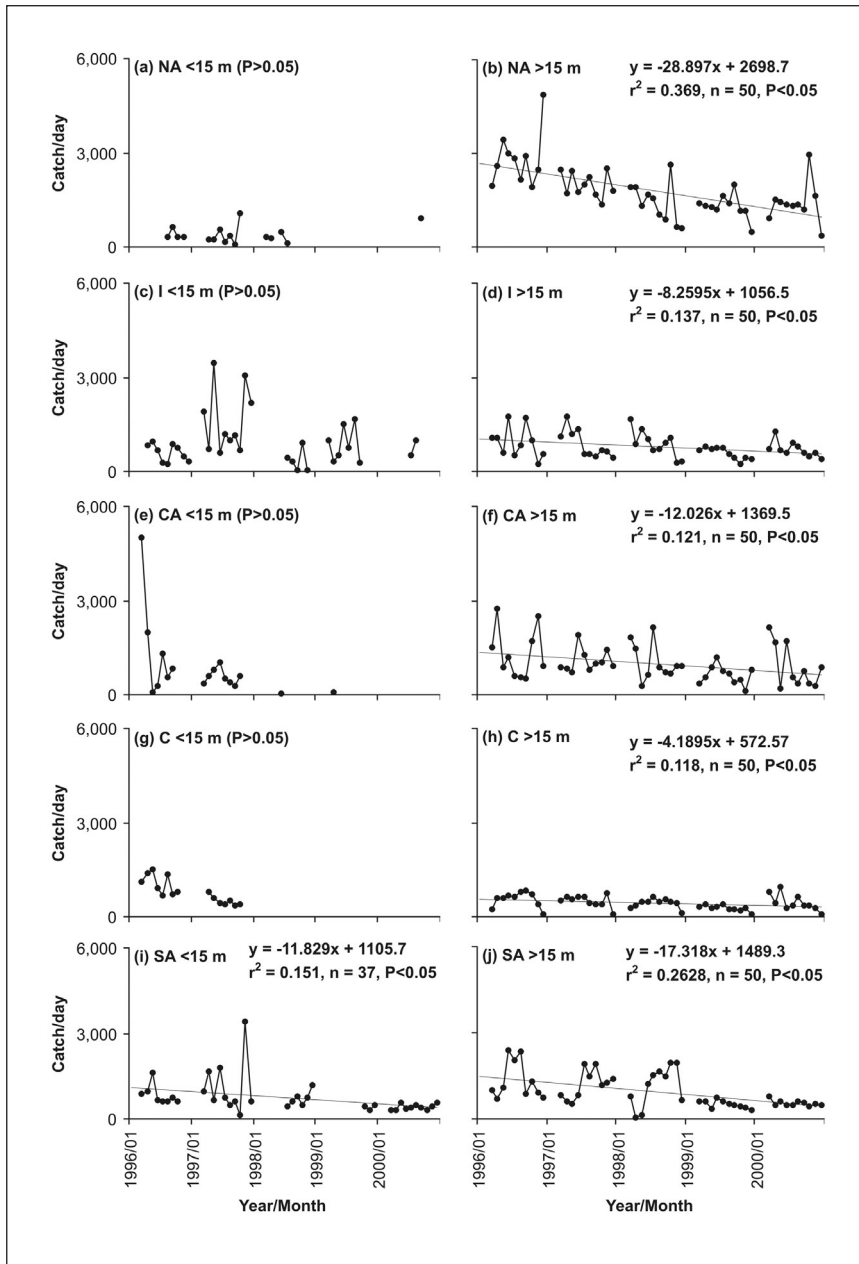 6,000
(a) NA <15 m (P>0.05)
Catch/day
3,000
0
(b) NA >15 m
y = -28.897x + 2698.7
r² = 0.369, n = 50, P<0.05
6,000
(c) I <15 m (P>0.05)
Catch/day
3,000
0
(d) I >15 m
y = -8.2595x + 1056.5
r² = 0.137, n = 50, P<0.05
6,000
(e) CA <15 m (P>0.05)
Catch/day
3,000
0
(f) CA >15 m
y = -12.026x + 1369.5
r² = 0.121, n = 50, P<0.05
6,000
(g) C <15 m (P>0.05)
Catch/day
3,000
0
(h) C >15 m
y = -4.1895x + 572.57
r² = 0.118, n = 50, P<0.05
6,000
(i) SA <15 m
y = -11.829x + 1105.7
r² = 0.151, n = 37, P<0.05
Catch/day
3,000
0
(j) SA >15 m
y = -17.318x + 1489.3
r² = 0.2628, n = 50, P<0.05
1996/01
1997/01
1998/01
1999/01
2000/01
Year/Month
1996/01
1997/01
1998/01
1999/01
2000/01
Year/Month